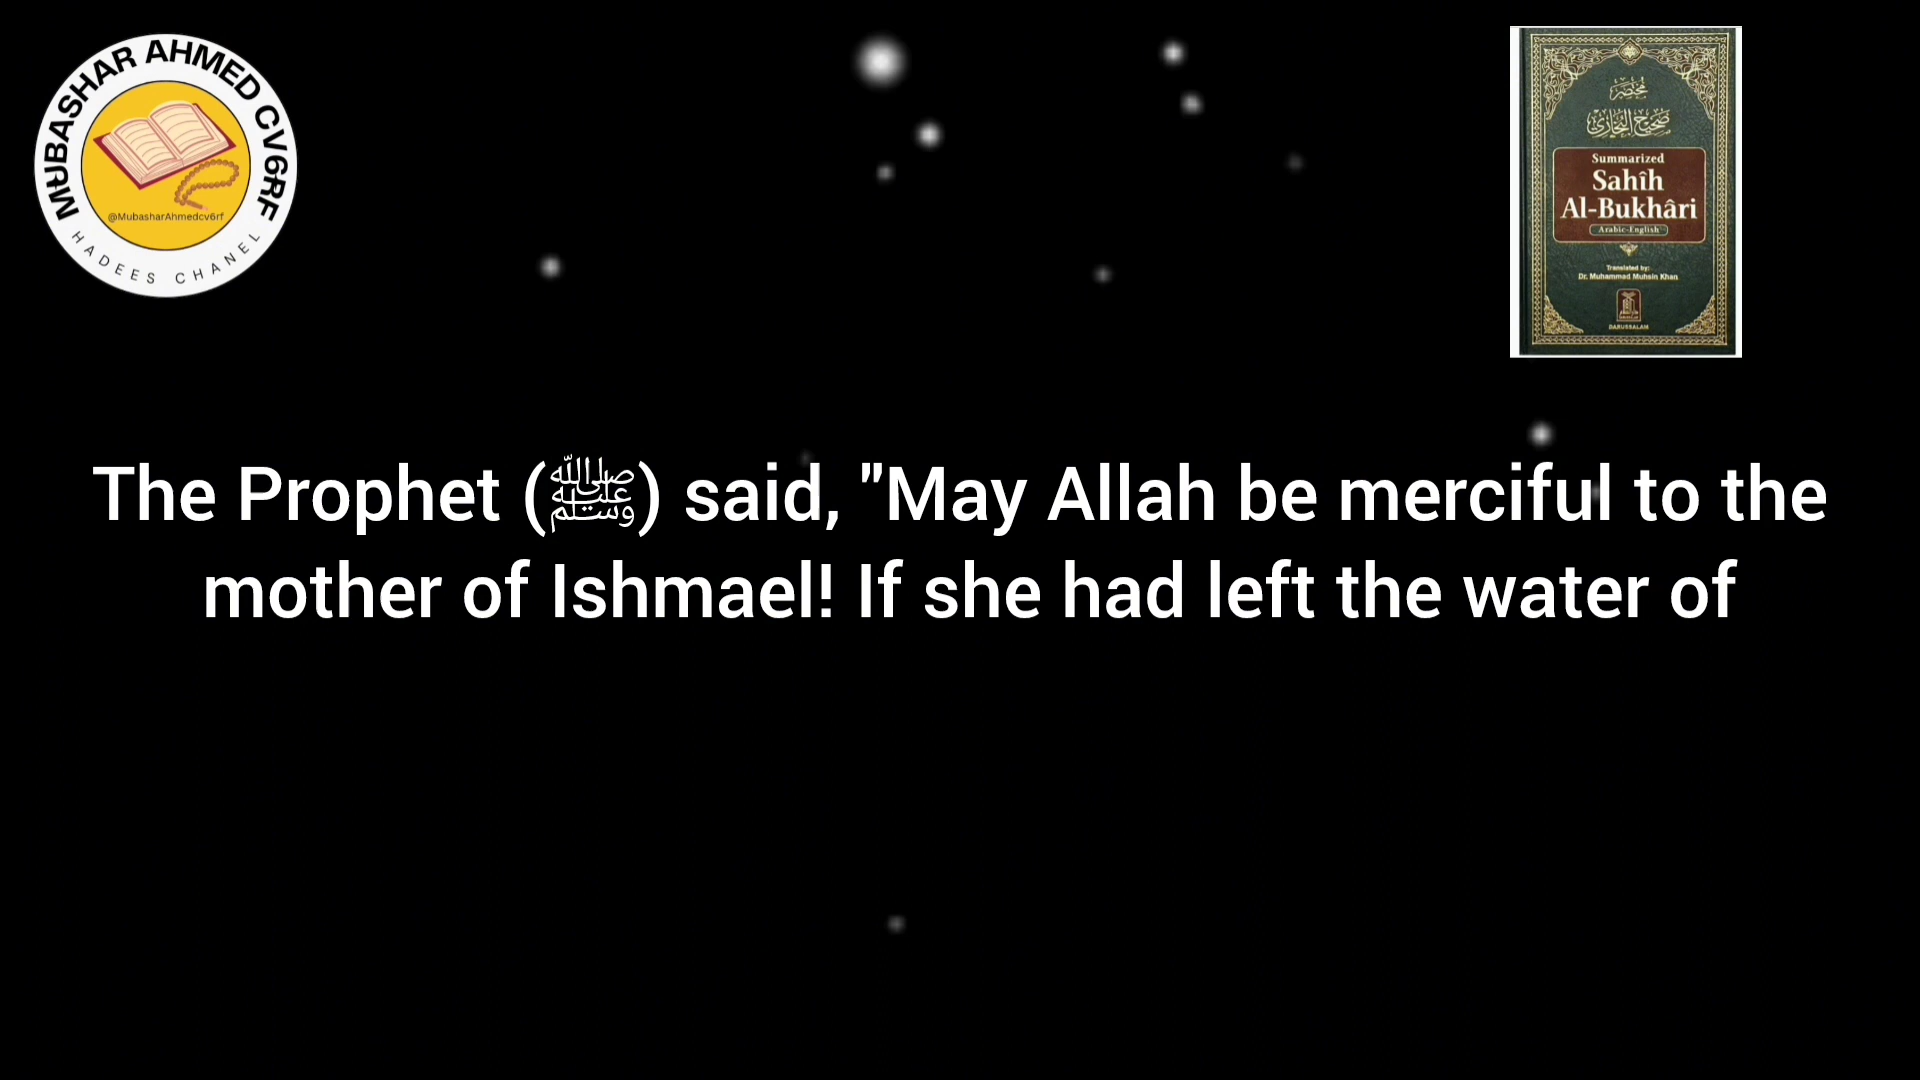 MUBASHAR AHMED CV6RF
@MubasharAhmedcv6rf
HADEES CHANEL
مختصر
صحيح البخاري
Summarized
Sahîh
Al-Bukhâri
Arabic-English
Translated by:
Dr. Muhammad Muhsin Khan
DARUSSALAM
The Prophet (ﷺ) said, "May Allah be merciful to the
mother of Ishmael! If she had left the water of